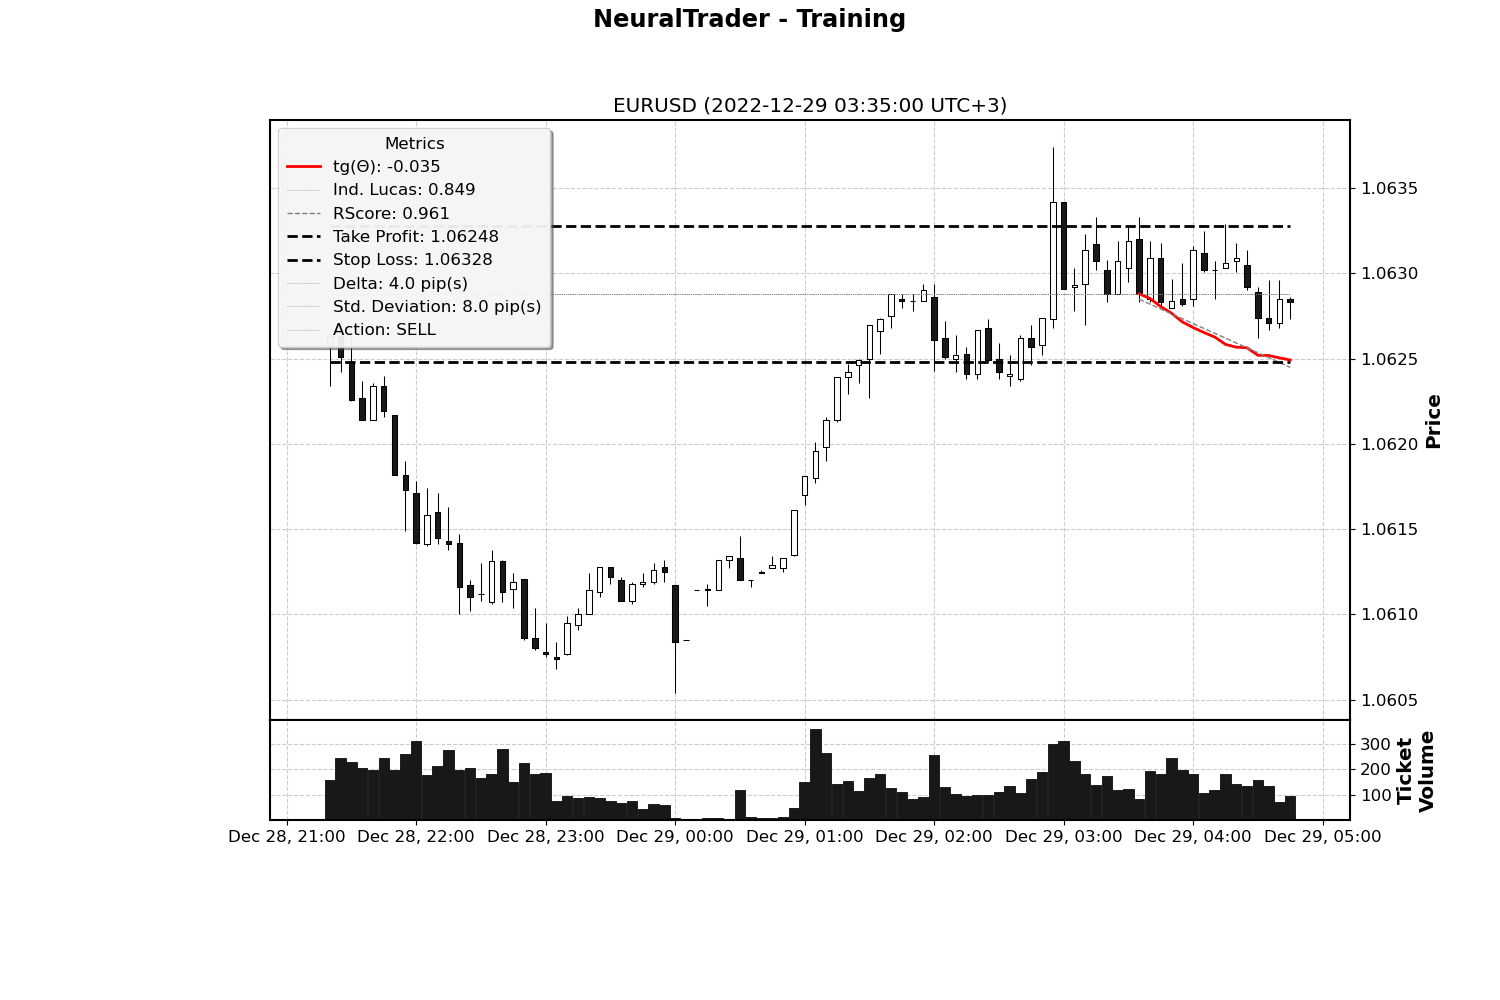 NeuralTrader - Training
EURUSD (2022-12-29 03:35:00 UTC+3)
Metrics
tg(Θ): -0.035
Ind. Lucas: 0.849
RScore: 0.961
Take Profit: 1.06248
Stop Loss: 1.06328
Delta: 4.0 pip(s)
Std. Deviation: 8.0 pip(s)
Action: SELL
1.0635
1.0630
1.0625
1.0620
1.0615
1.0610
1.0605
Price
300
200
100
Ticket
Volume
Dec 28, 21:00 Dec 28, 22:00 Dec 28, 23:00 Dec 29, 00:00 Dec 29, 01:00 Dec 29, 02:00 Dec 29, 03:00 Dec 29, 04:00 Dec 29, 05:00